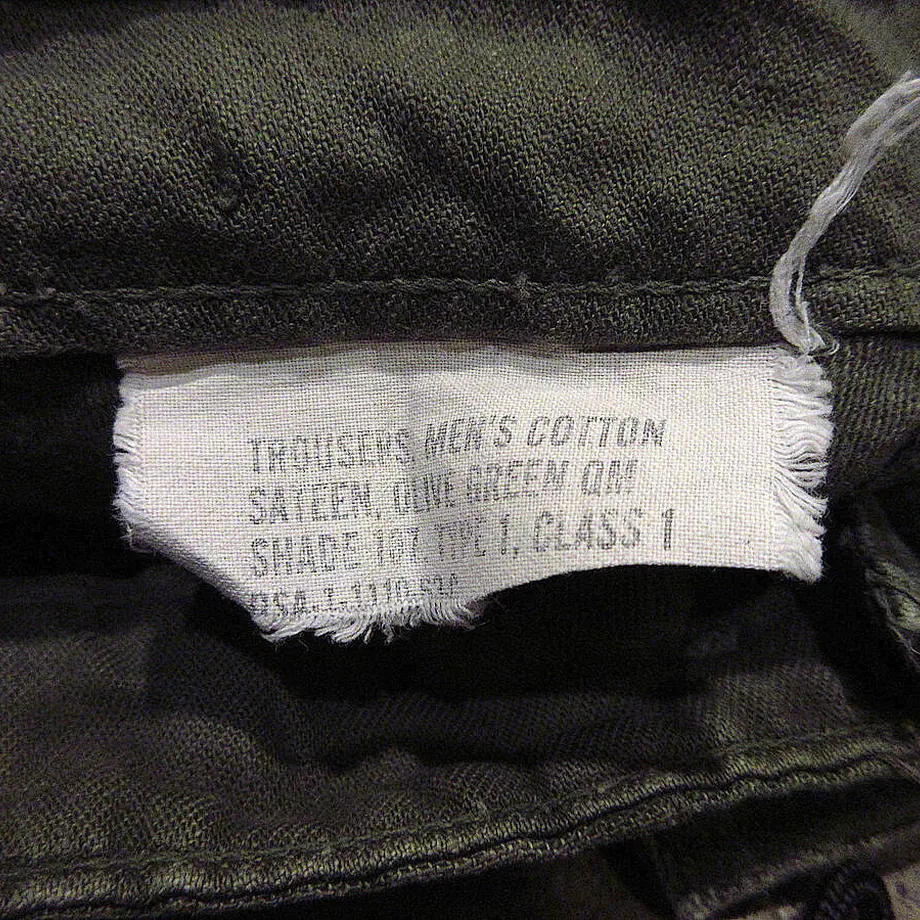 TROUSERS MEN'S COTTON
SATEEN, OLIVE GREEN QM
SHADE 107 TYPE 1, CLASS 1